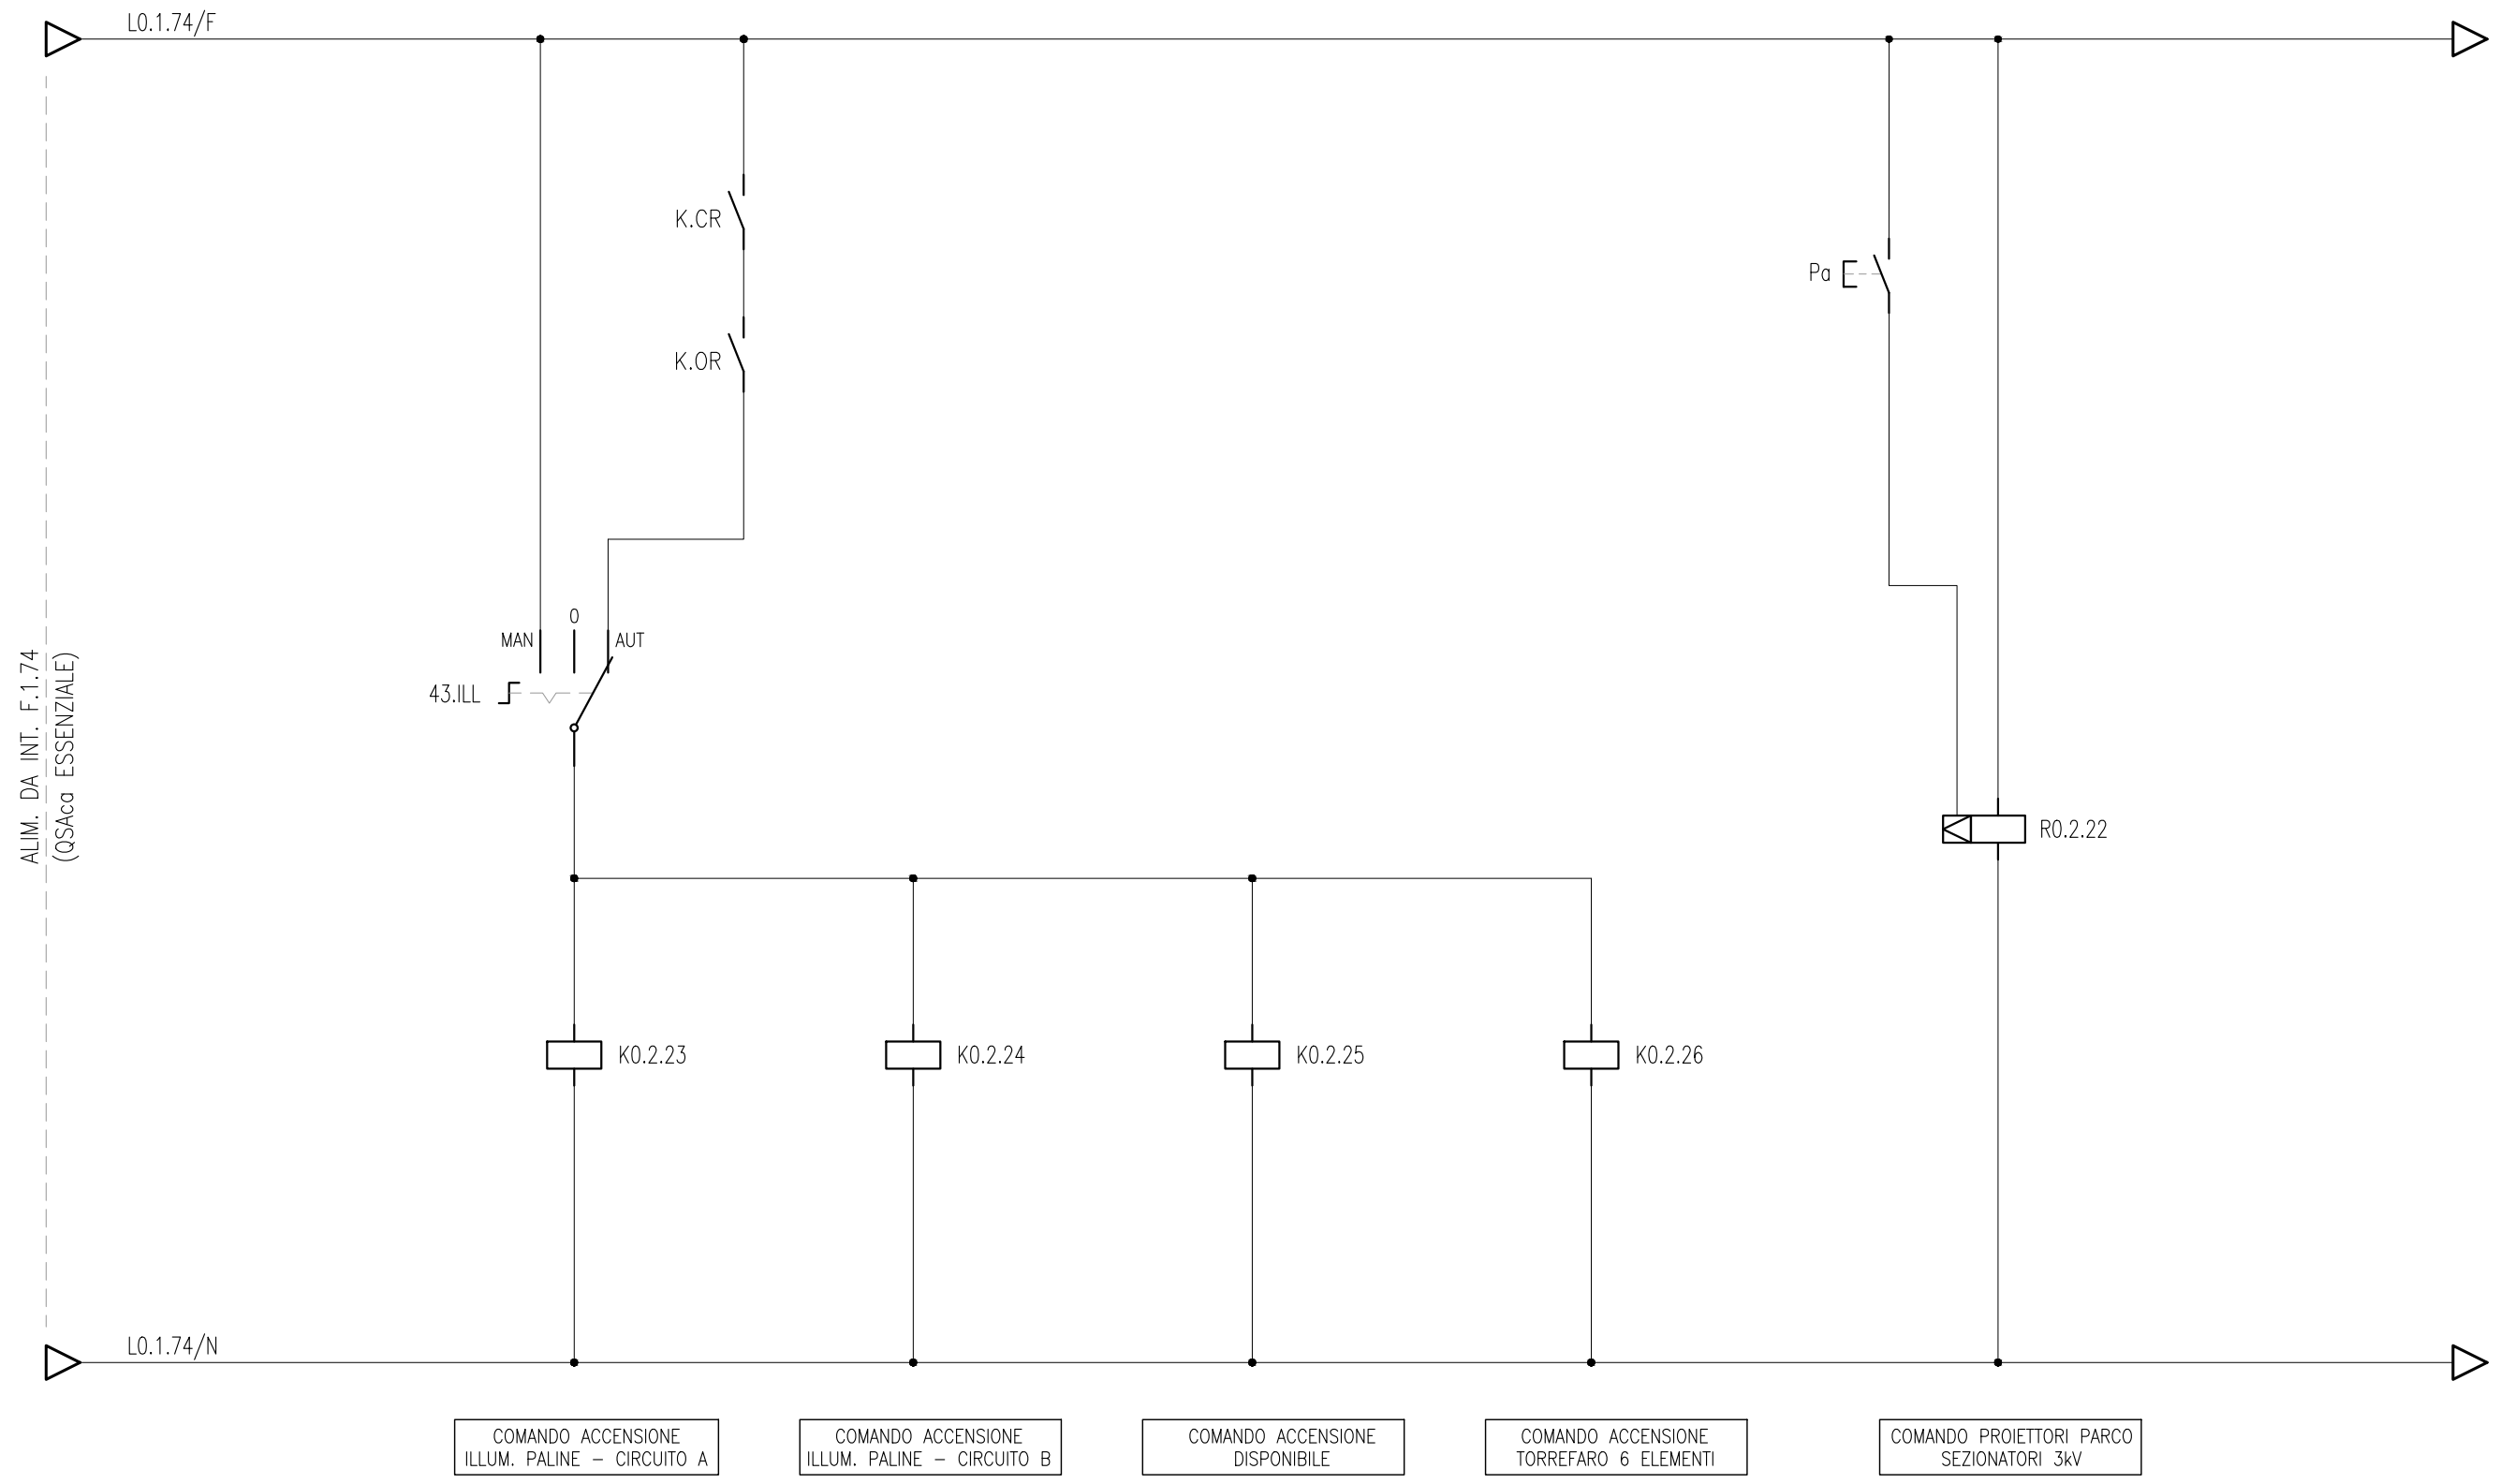 L0.1.74/F
K.CR
Pa
K.OR
MAN
0
AUT
43.ILL
ALIM. DA INT. F.1.74
(QSAca ESSENZIALE)
R0.2.22
K0.2.23
K0.2.24
K0.2.25
K0.2.26
L0.1.74/N
COMANDO ACCENSIONE
ILLUM. PALINE – CIRCUITO A
COMANDO ACCENSIONE
ILLUM. PALINE – CIRCUITO B
COMANDO ACCENSIONE
DISPONIBILE
COMANDO ACCENSIONE
TORREFARO 6 ELEMENTI
COMANDO PROIETTORI PARCO
SEZIONATORI 3kV